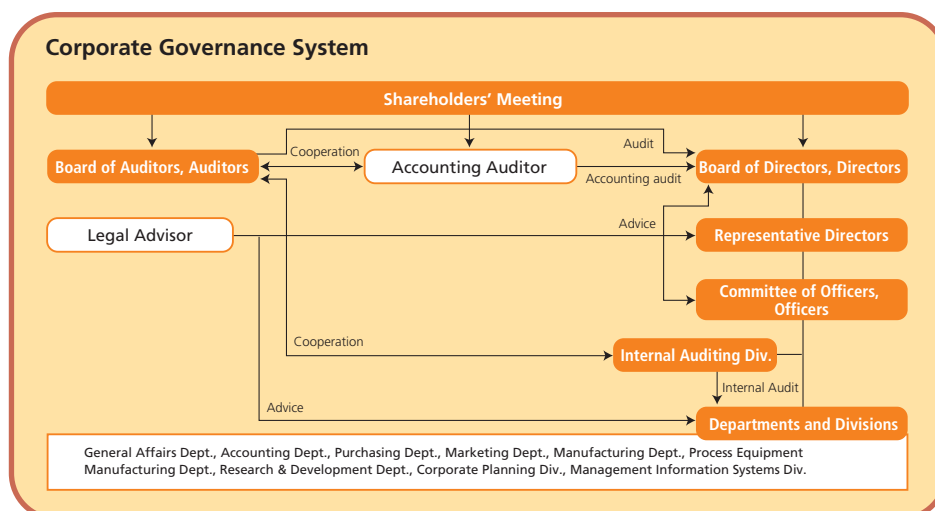 Corporate Governance System
Shareholders' Meeting
Cooperation
Audit
Board of Auditors, Auditors
Accounting Auditor
Board of Directors, Directors
Accounting audit
Legal Advisor
Advice
Representative Directors
Committee of Officers,
Officers
Cooperation
Internal Auditing Div.
Internal Audit
Advice
Departments and Divisions
General Affairs Dept., Accounting Dept., Purchasing Dept., Marketing Dept., Manufacturing Dept., Process Equipment
Manufacturing Dept., Research & Development Dept., Corporate Planning Div., Management Information Systems Div.